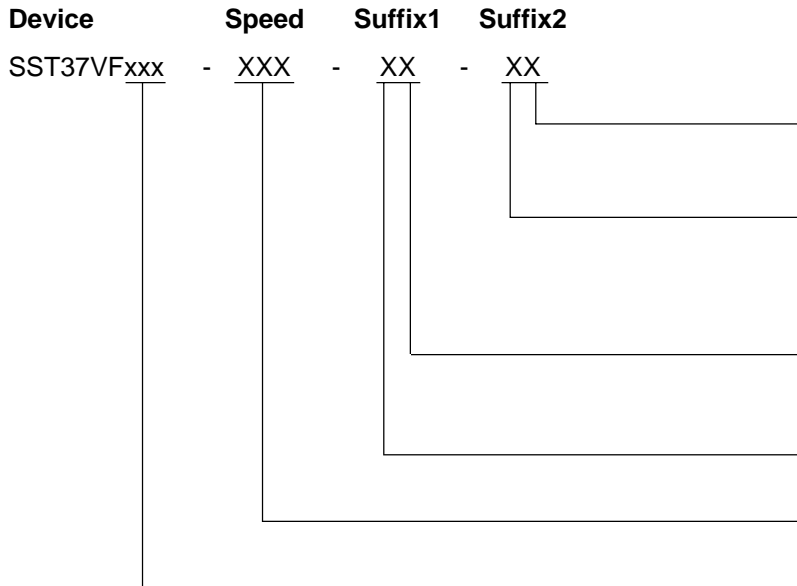 Device Speed Suffix1 Suffix2
SST37VFxxx - XXX - XX - XX